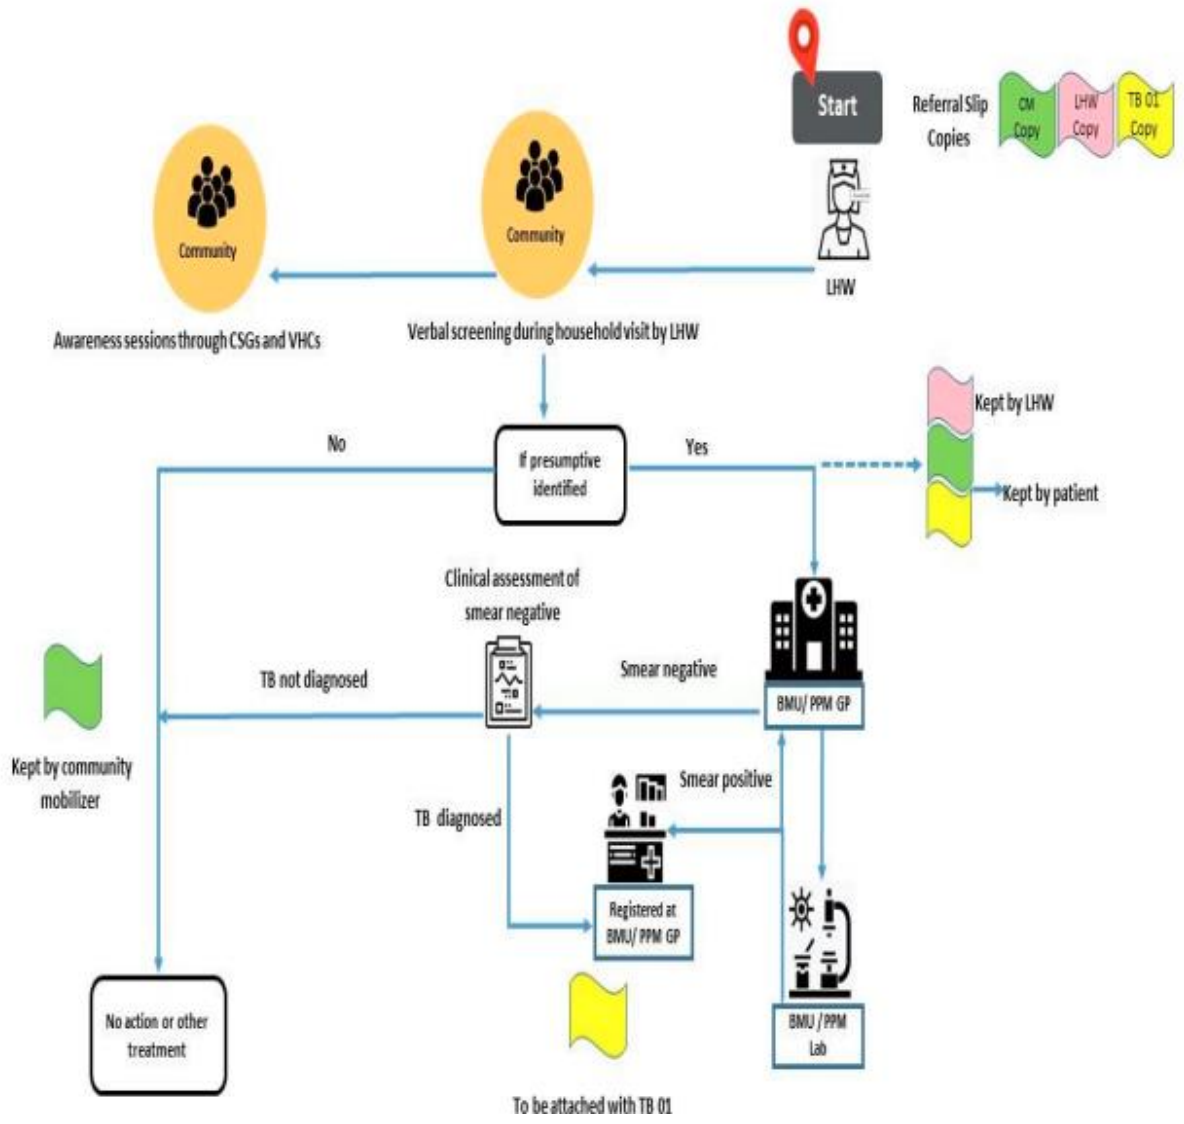 Start
Referral Slip
Copies
CM
Copy
LHW
Copy
TB 01
Copy
LHW
Community
Community
Awareness sessions through CSGs and VHCs
Verbal screening during household visit by LHW
If presumptive
identified
No
Yes
Kept by LHW
Kept by patient
Clinical assessment of
smear negative
TB not diagnosed
Smear negative
BMU/ PPM GP
Kept by community
mobilizer
TB diagnosed
Smear positive
Registered at
BMU/ PPM GP
No action or other
treatment
BMU / PPM
Lab
To be attached with TB 01